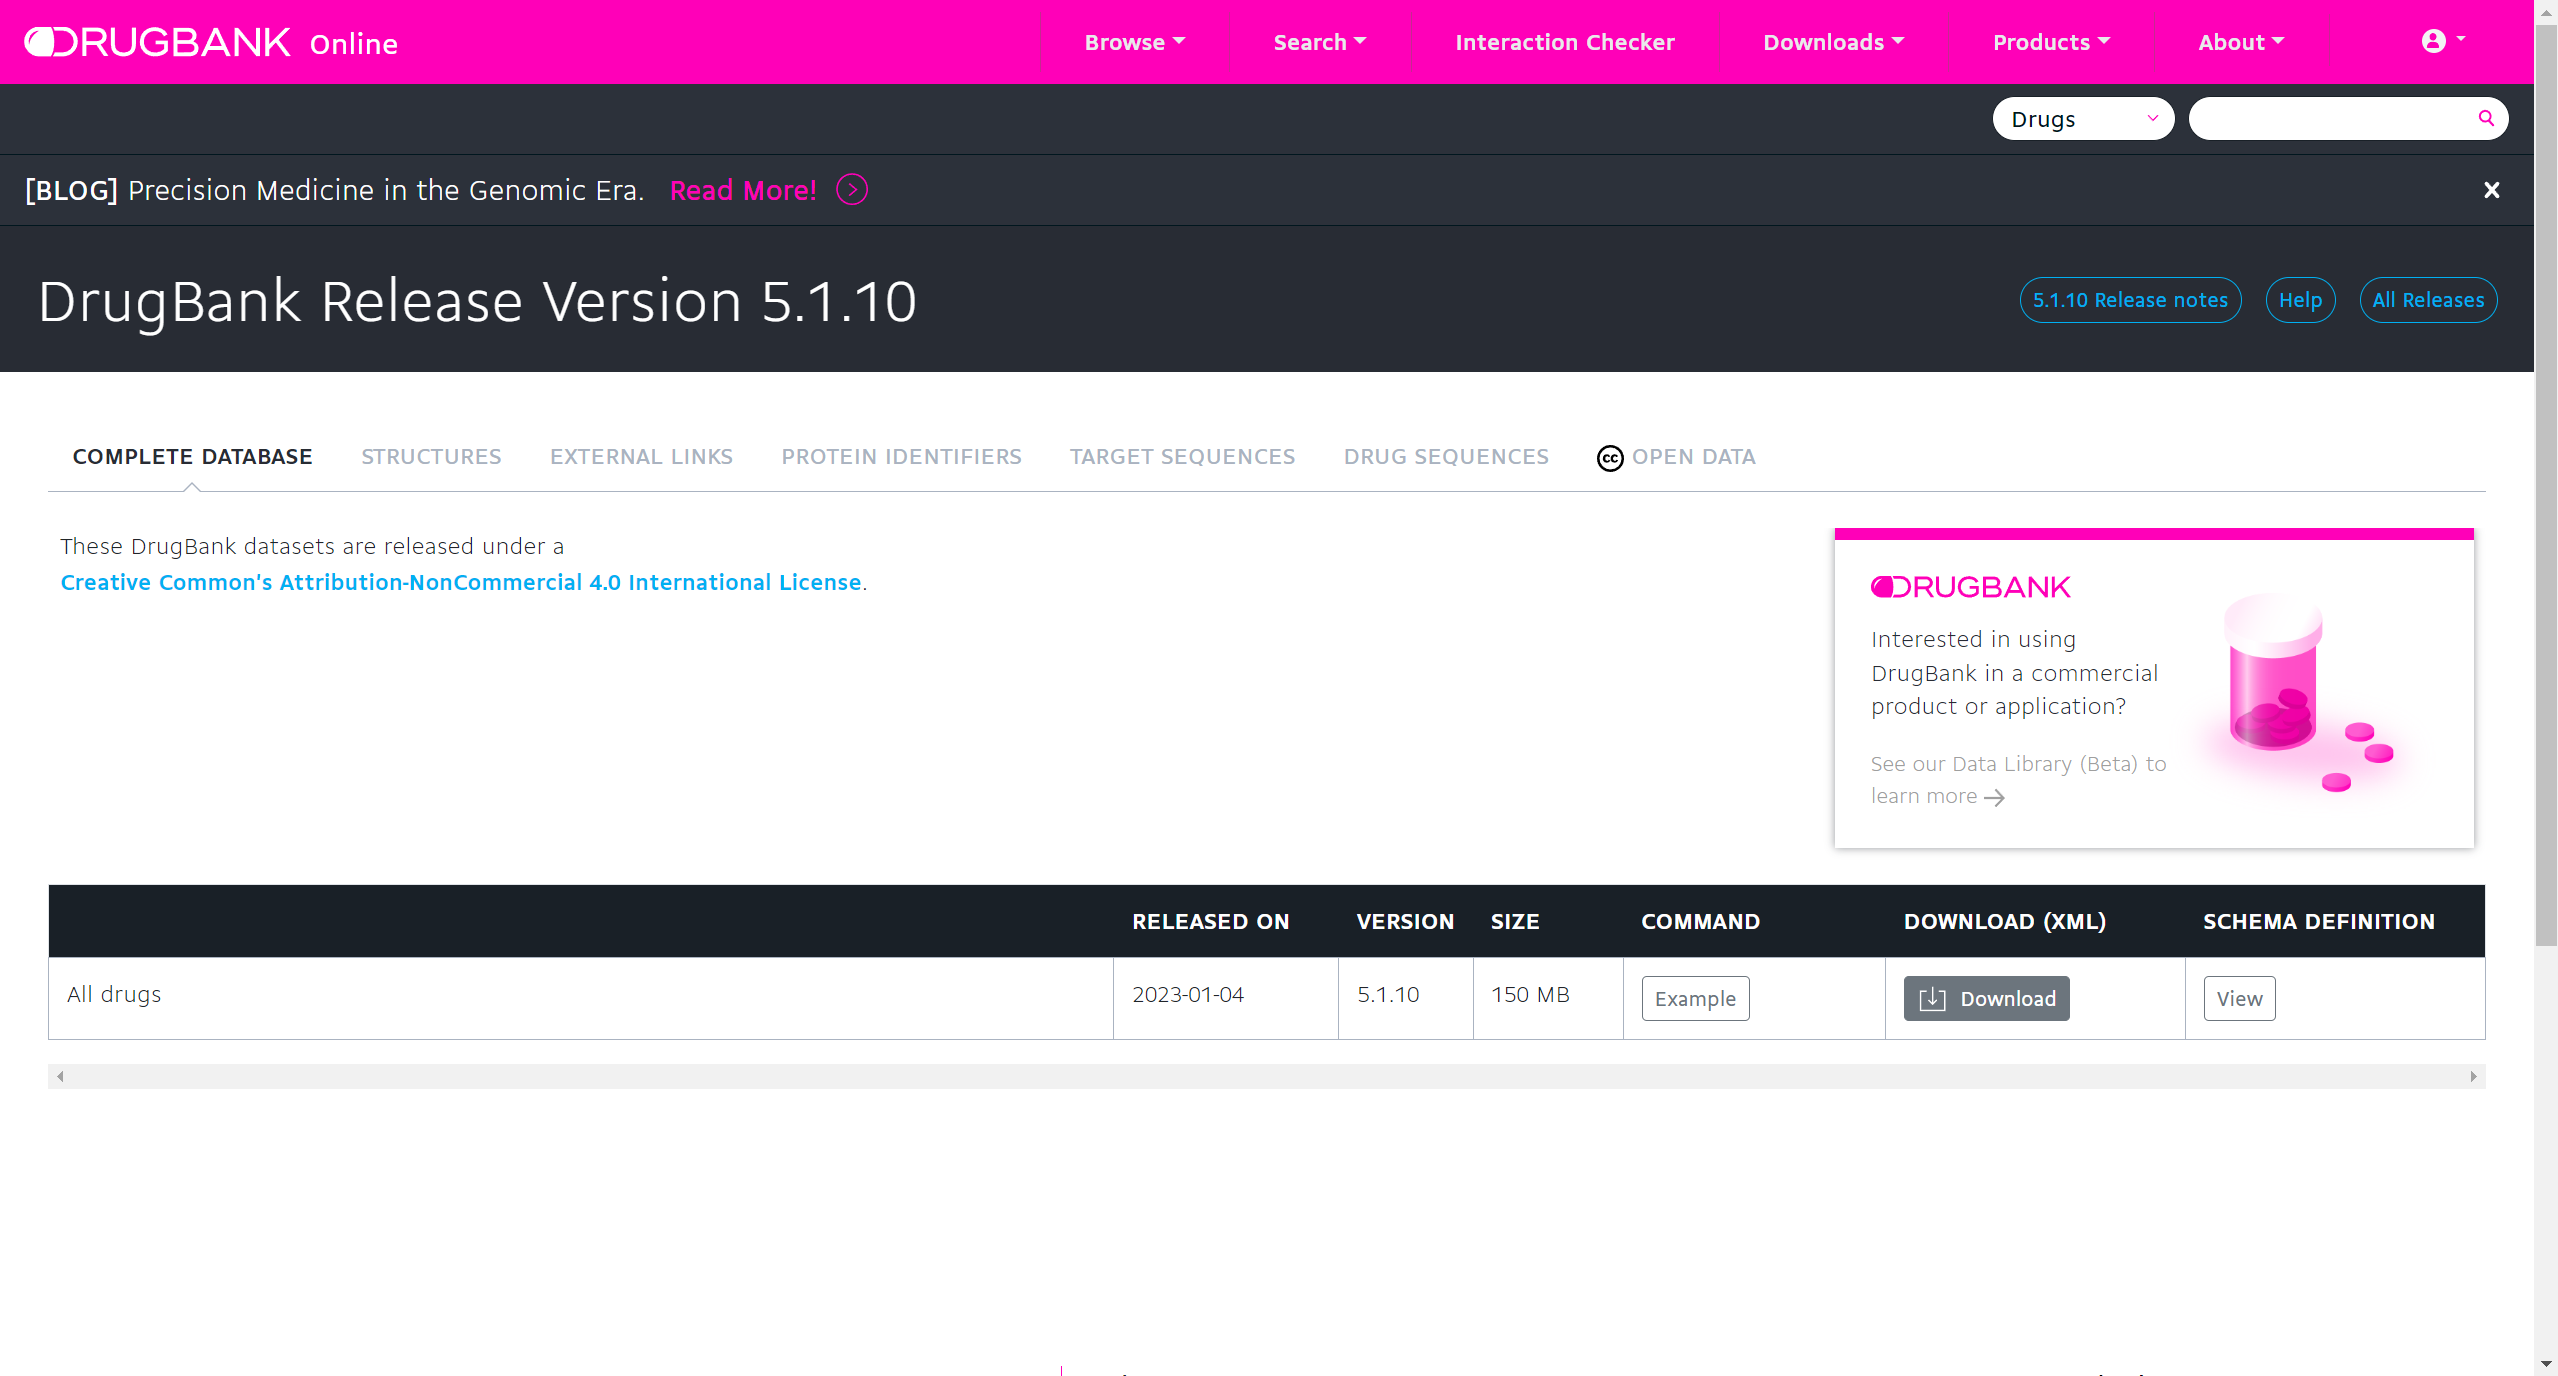 DRUGBANK Online
Browse
Search
Interaction Checker
Downloads
Products
About
Drugs
[BLOG] Precision Medicine in the Genomic Era. Read More!
DrugBank Release Version 5.1.10
5.1.10 Release notes
Help
All Releases
COMPLETE DATABASE
STRUCTURES
EXTERNAL LINKS
PROTEIN IDENTIFIERS
TARGET SEQUENCES
DRUG SEQUENCES
cc OPEN DATA
These DrugBank datasets are released under a
Creative Common's Attribution-NonCommercial 4.0 International License.
DRUGBANK
Interested in using
DrugBank in a commercial
product or application?
See our Data Library (Beta) to
learn more
RELEASED ON VERSION SIZE COMMAND DOWNLOAD (XML) SCHEMA DEFINITION
All drugs 2023-01-04 5.1.10 150 MB Example Download View